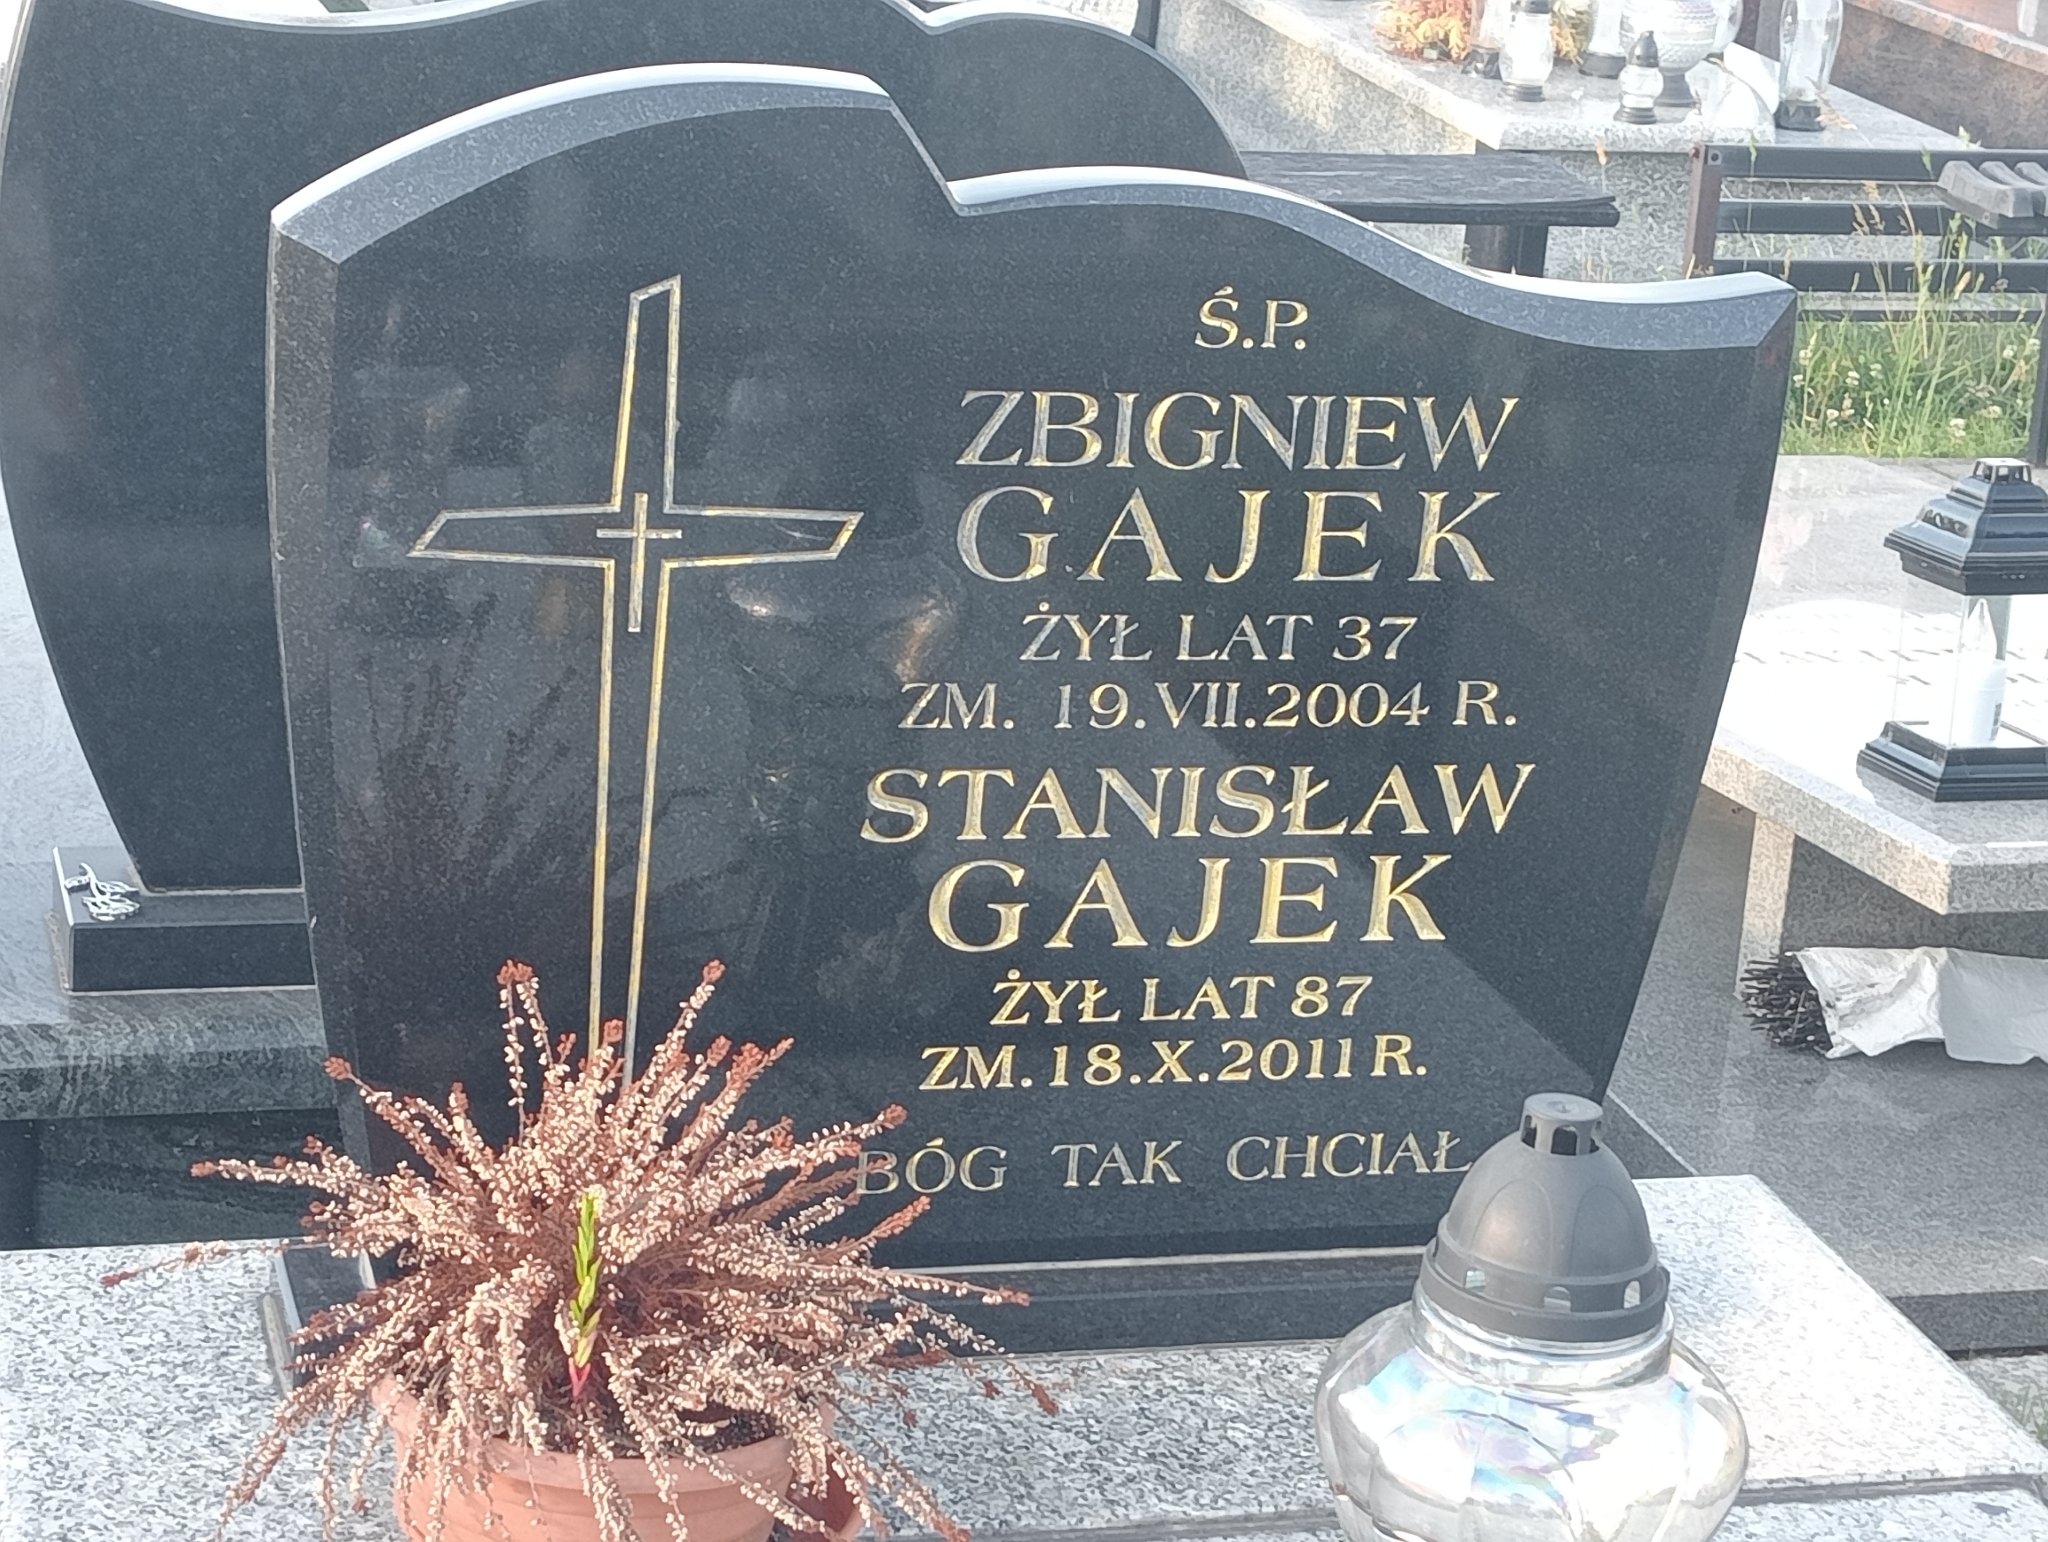 Ś.P.
ZBIGNIEW
GAJEK
ŻYŁ LAT 37
ZM. 19.VII.2004 R.
STANISŁAW
GAJEK
ŻYŁ LAT 87
ZM.18.X.2011 R.
BÓG TAK CHCIAŁ